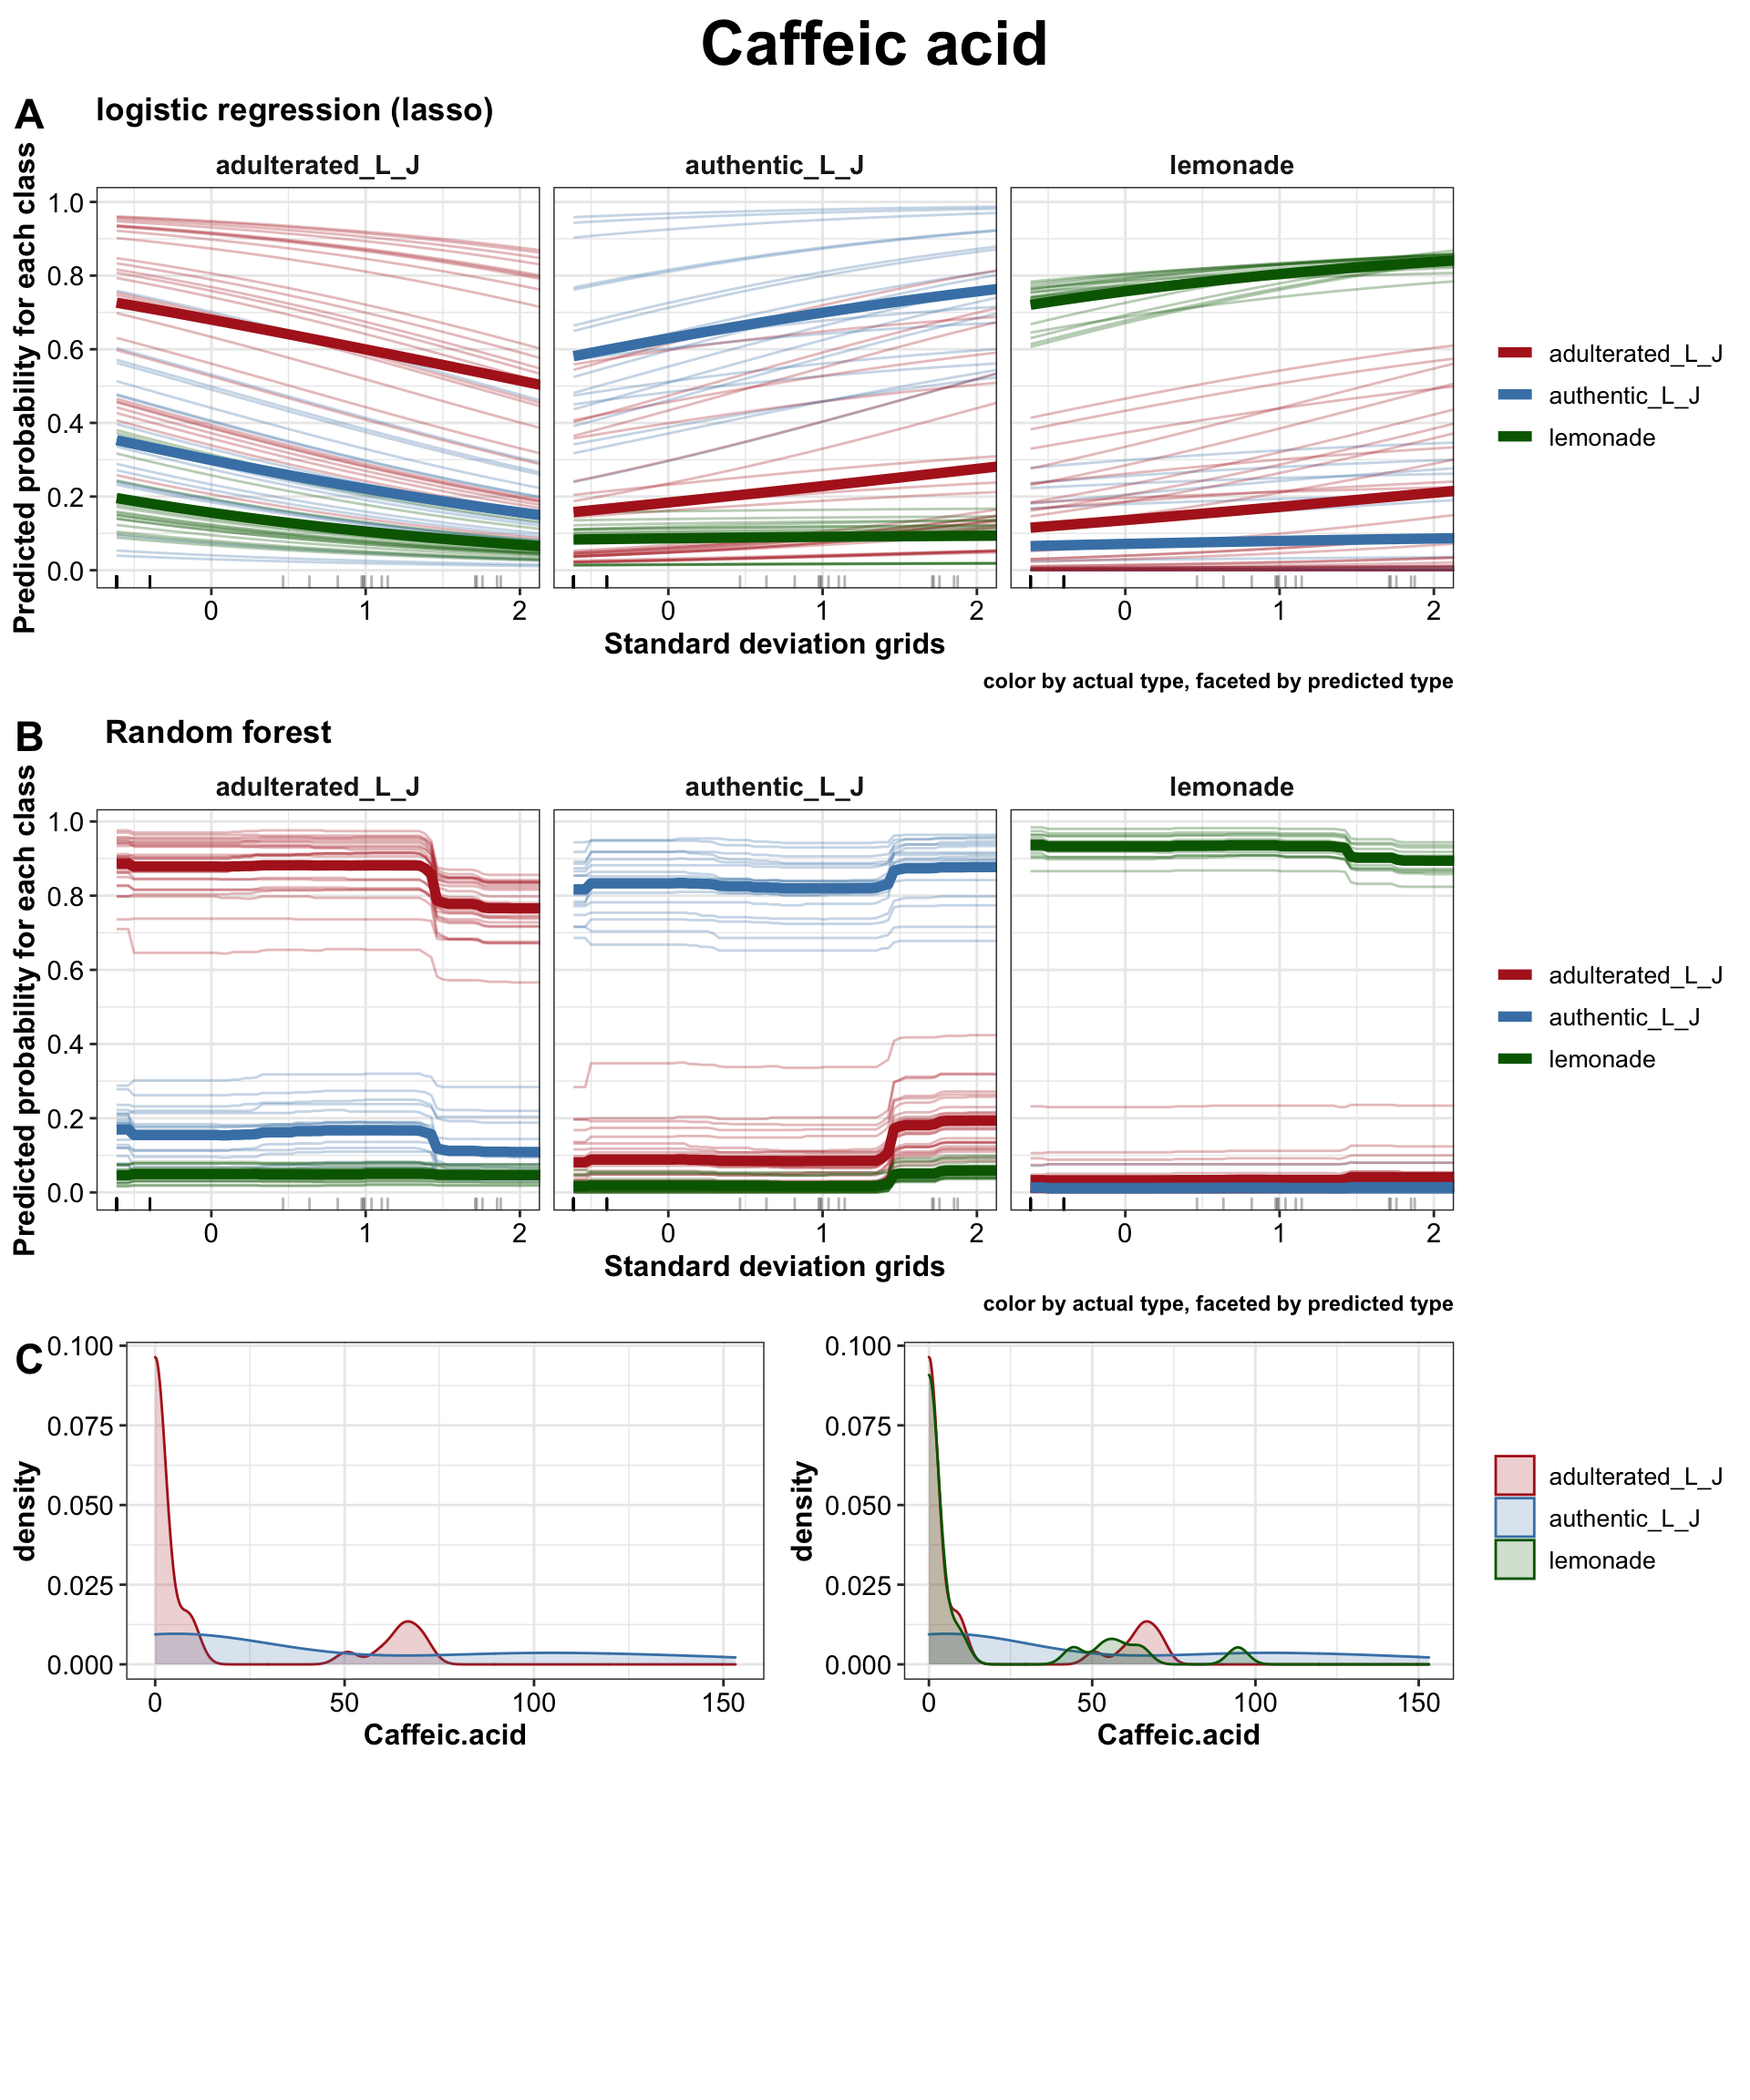 Caffeic acid
A
logistic regression (lasso)
adulterated_L_J
authentic_L_J
lemonade
Predicted probability for each class
1.0
0.8
0.6
0.4
0.2
0.0
0 1 2
0 1 2
0 1 2
Standard deviation grids
color by actual type, faceted by predicted type
adulterated_L_J
authentic_L_J
lemonade
B
Random forest
adulterated_L_J
authentic_L_J
lemonade
Predicted probability for each class
1.0
0.8
0.6
0.4
0.2
0.0
0 1 2
0 1 2
0 1 2
Standard deviation grids
color by actual type, faceted by predicted type
adulterated_L_J
authentic_L_J
lemonade
C
density
0.100
0.075
0.050
0.025
0.000
0 50 100 150
Caffeic.acid
density
0.100
0.075
0.050
0.025
0.000
0 50 100 150
Caffeic.acid
adulterated_L_J
authentic_L_J
lemonade